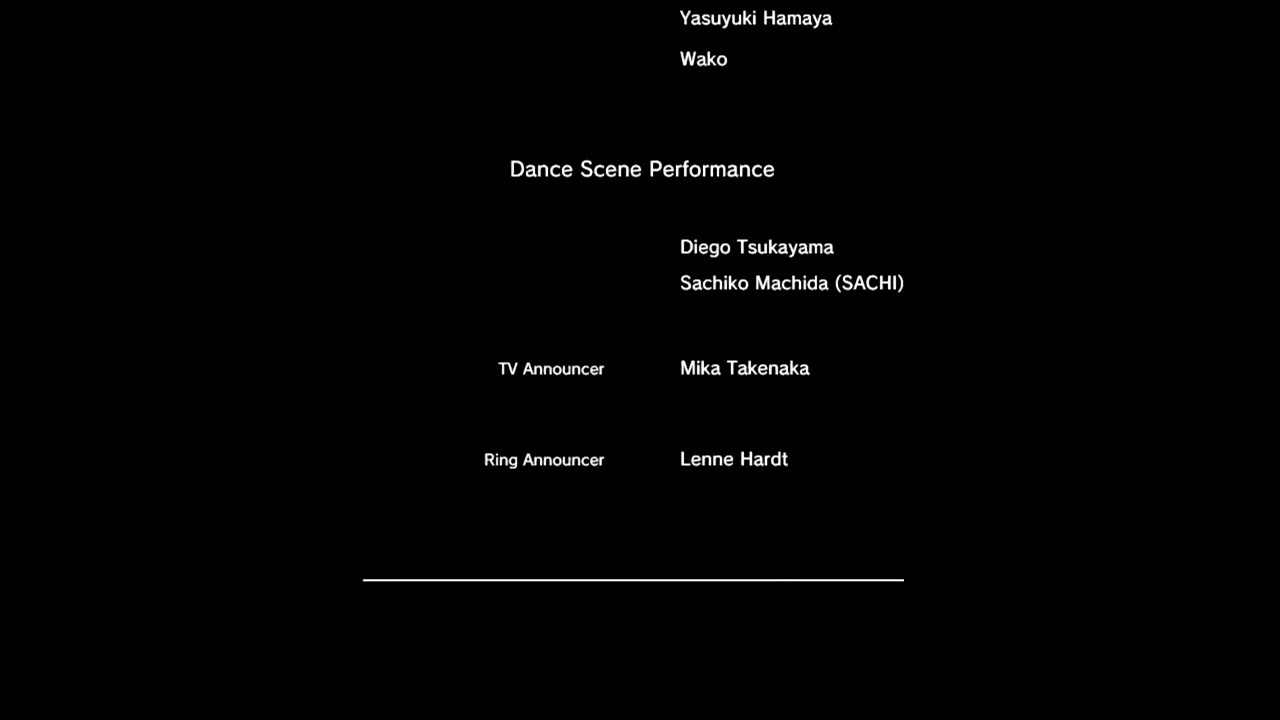 Yasuyuki Hamaya
Wako
Dance Scene Performance
Diego Tsukayama
Sachiko Machida (SACHI)
TV Announcer Mika Takenaka
Ring Announcer Lenne Hardt